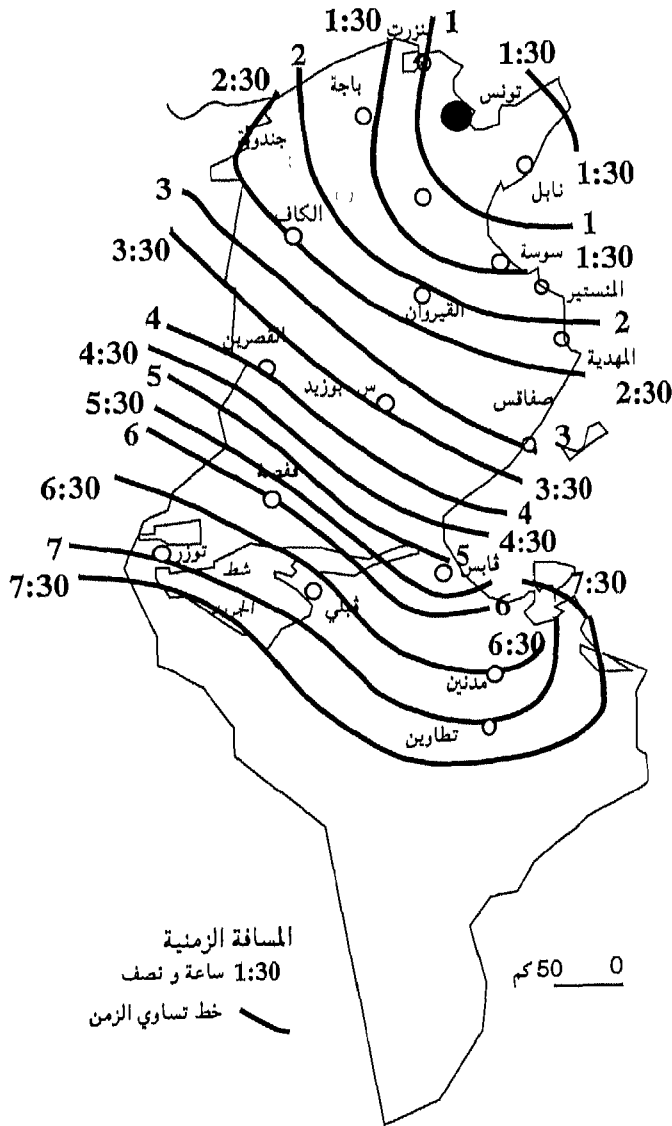 1:30
بنزرت
1
2
1:30
2:30
باجة
تونس
جندوبة
1:30
نابل
3
الكاف
1
3:30
سوسة
1:30
المنستير
القيروان
2
4
القصرين
المهدية
4:30
2:30
5
س بوزيد
صفاقس
5:30
3
6
قفصة
3:30
6:30
4
4:30
7
توزر
شط
5
ڤابس
7:30
7:30
الجريد
ڤبلي
6
6:30
مدنين
تطاوين
المسافة الزمنية
1:30 ساعة و نصف
خط تساوي الزمن
0
50 كم